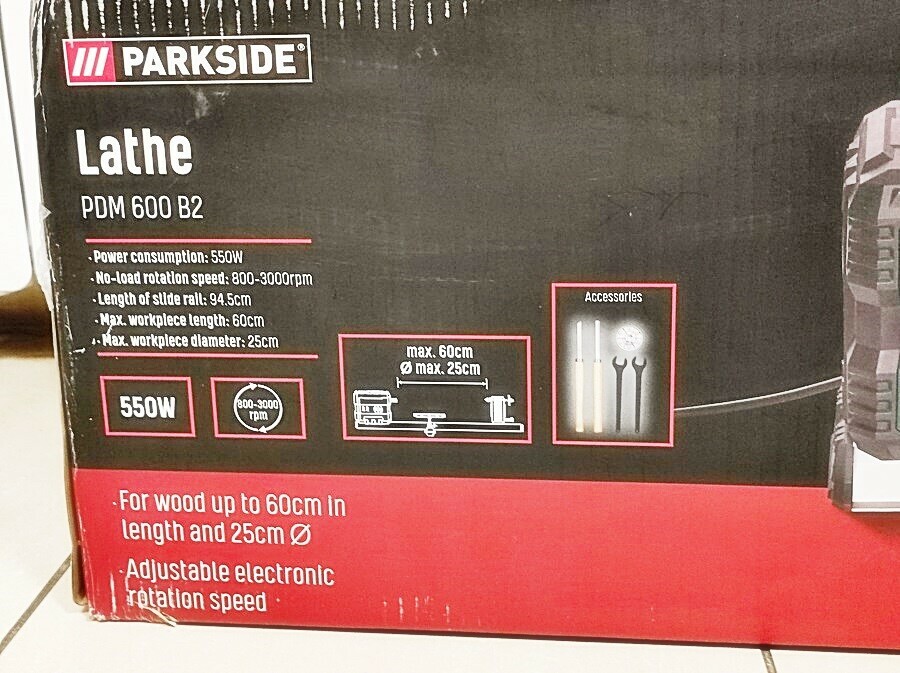 PARKSIDE®
Lathe
PDM 600 B2
· Power consumption: 550W
· No-load rotation speed: 800-3000rpm
· Length of slide rail: 94.5cm
· Max. workpiece length: 60cm
· Max. workpiece diameter: 25cm
550W
800-3000
rpm
max. 60cm
Ø max. 25cm
Accessories
· For wood up to 60cm in
length and 25cm Ø
· Adjustable electronic
rotation speed